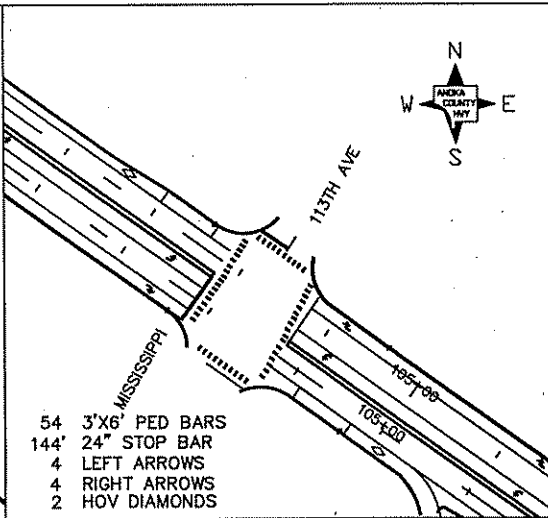 N
W
ANOKA
COUNTY
HWY
E
S
113TH AVE
MISSISSIPPI
105+00
105+00
54 3'X6' PED BARS
144' 24" STOP BAR
4 LEFT ARROWS
4 RIGHT ARROWS
2 HOV DIAMONDS